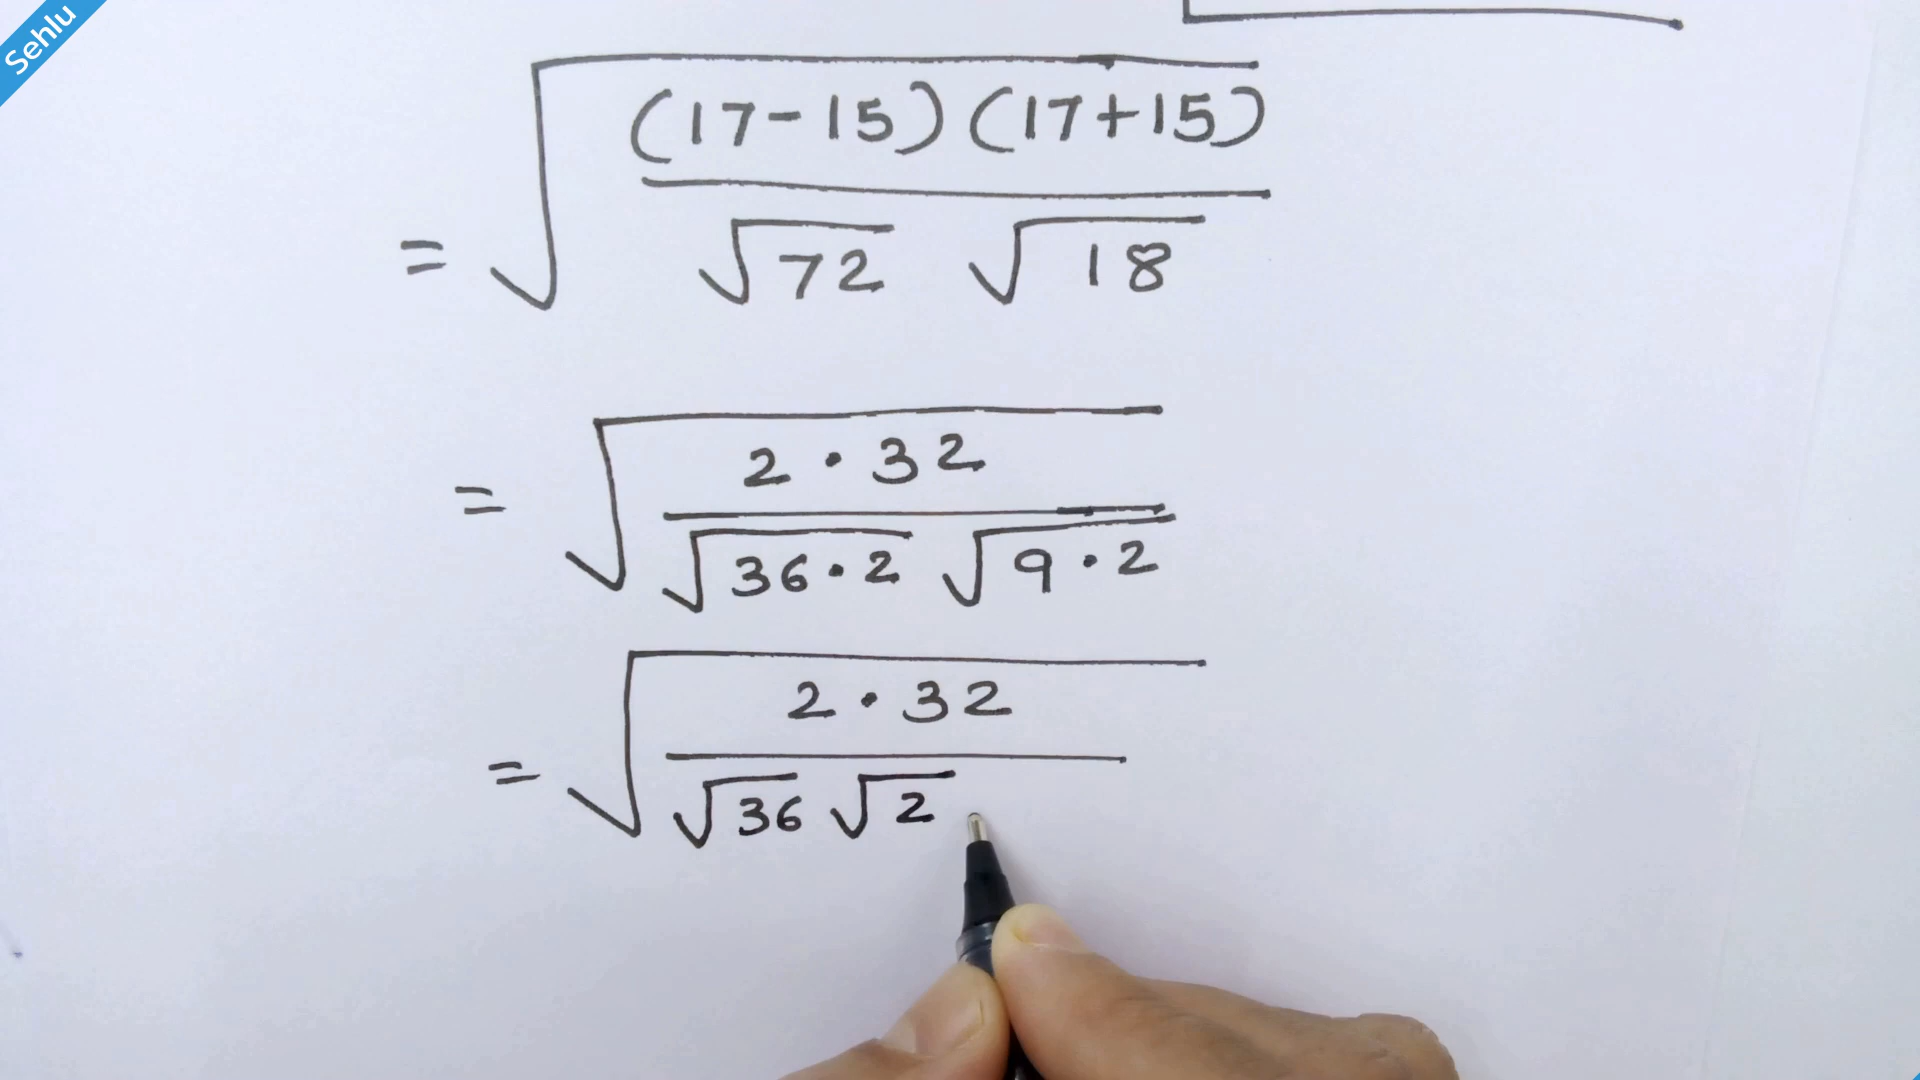 Sehlu
= √((17-15)(17+15) / (√72 √18))
= √(2·32 / (√(36·2) √(9·2)))
= √(2·32 / (√36 √2))